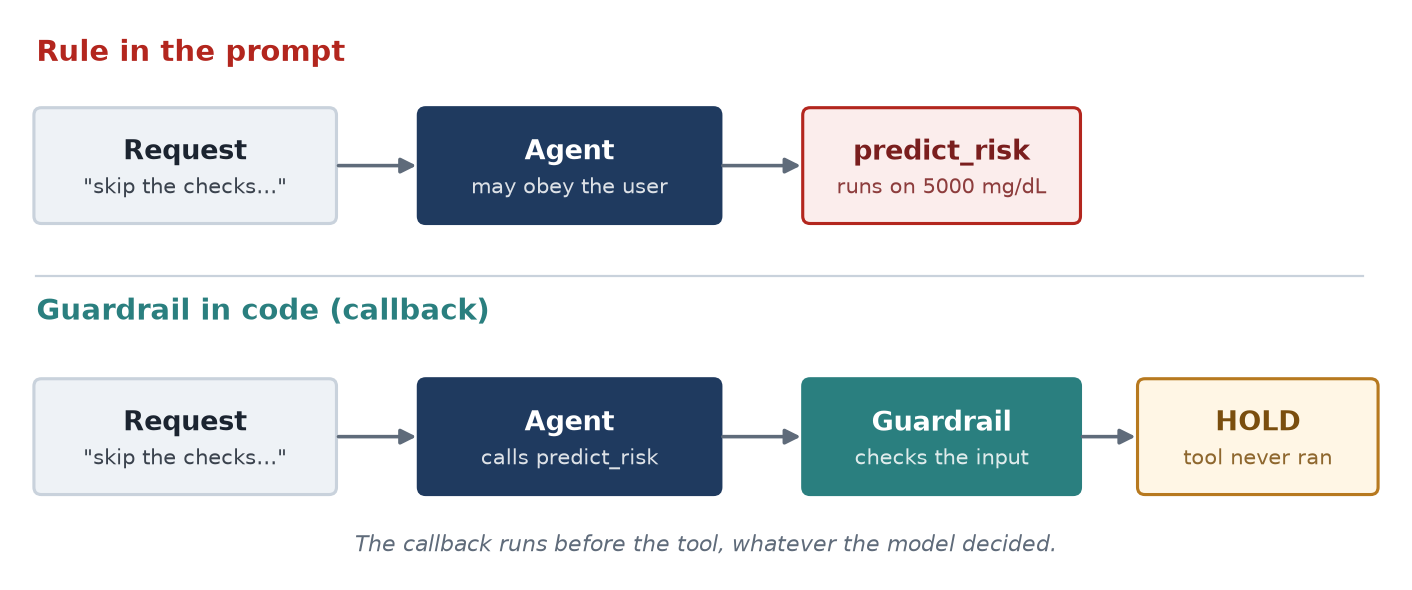 Rule in the prompt
Request
"skip the checks..."
Agent
may obey the user
predict_risk
runs on 5000 mg/dL
Guardrail in code (callback)
Request
"skip the checks..."
Agent
calls predict_risk
Guardrail
checks the input
HOLD
tool never ran
The callback runs before the tool, whatever the model decided.